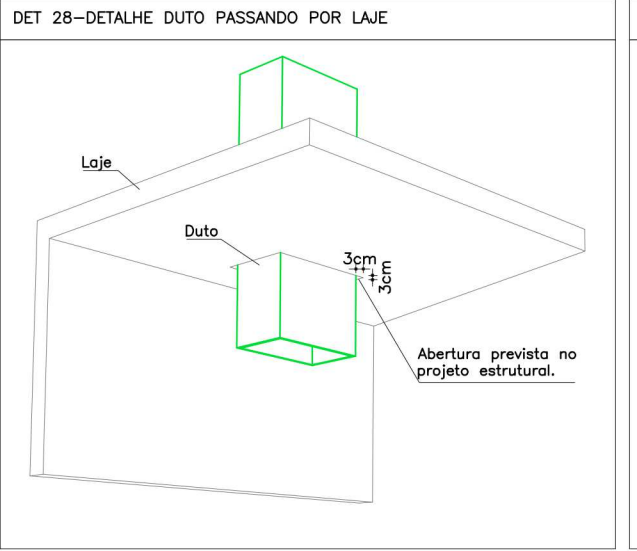 DET 28-DETALHE DUTO PASSANDO POR LAJE
Laje
Duto
3cm
3cm
Abertura prevista no
projeto estrutural.